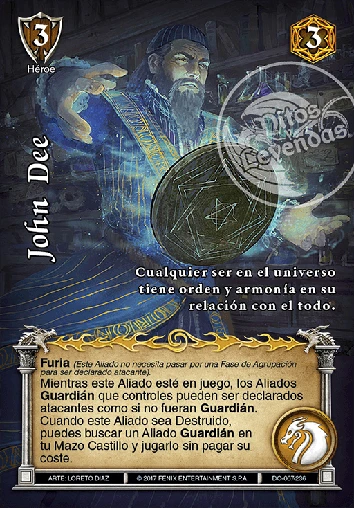 3
Héroe
3
Mitos
y
Leyendas
John Dee
Cualquier ser en el universo
tiene orden y armonía en su
relación con el todo.
Furia (Este Aliado no necesita pasar por una Fase de Agrupación
para ser declarado atacante).
Mientras este Aliado esté en juego, los Aliados
Guardián que controles pueden ser declarados
atacantes como si no fueran Guardián.
Cuando este Aliado sea Destruido,
puedes buscar un Aliado Guardián en
tu Mazo Castillo y jugarlo sin pagar su
coste.
ARTE: LORETO DIAZ
© 2017 FENIX ENTERTAINMENT S.P.A.